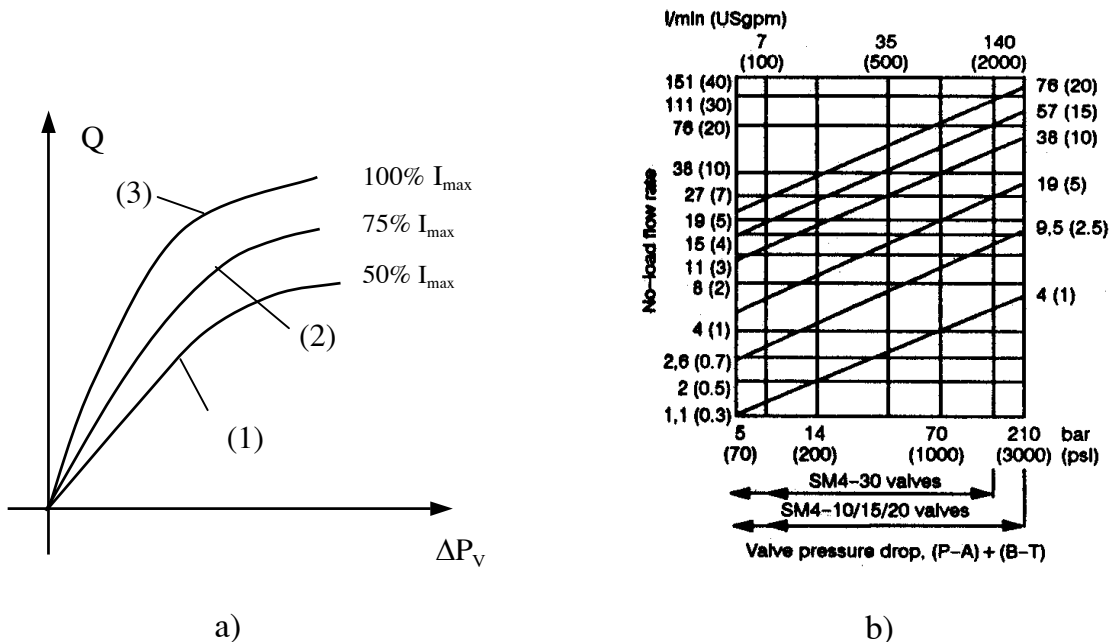 Q
(3)
100% Imax
75% Imax
50% Imax
(2)
(1)
ΔPV
a)
l/min (USgpm)
7 35 140
(100) (500) (2000)
151 (40)
111 (30)
76 (20)
38 (10)
27 (7)
19 (5)
15 (4)
11 (3)
8 (2)
4 (1)
2,6 (0.7)
2 (0.5)
1,1 (0.3)
No-load flow rate
76 (20)
57 (15)
38 (10)
19 (5)
9,5 (2.5)
4 (1)
5 14 70 210 bar
(70) (200) (1000) (3000) (psi)
SM4-30 valves
SM4-10/15/20 valves
Valve pressure drop, (P-A) + (B-T)
b)